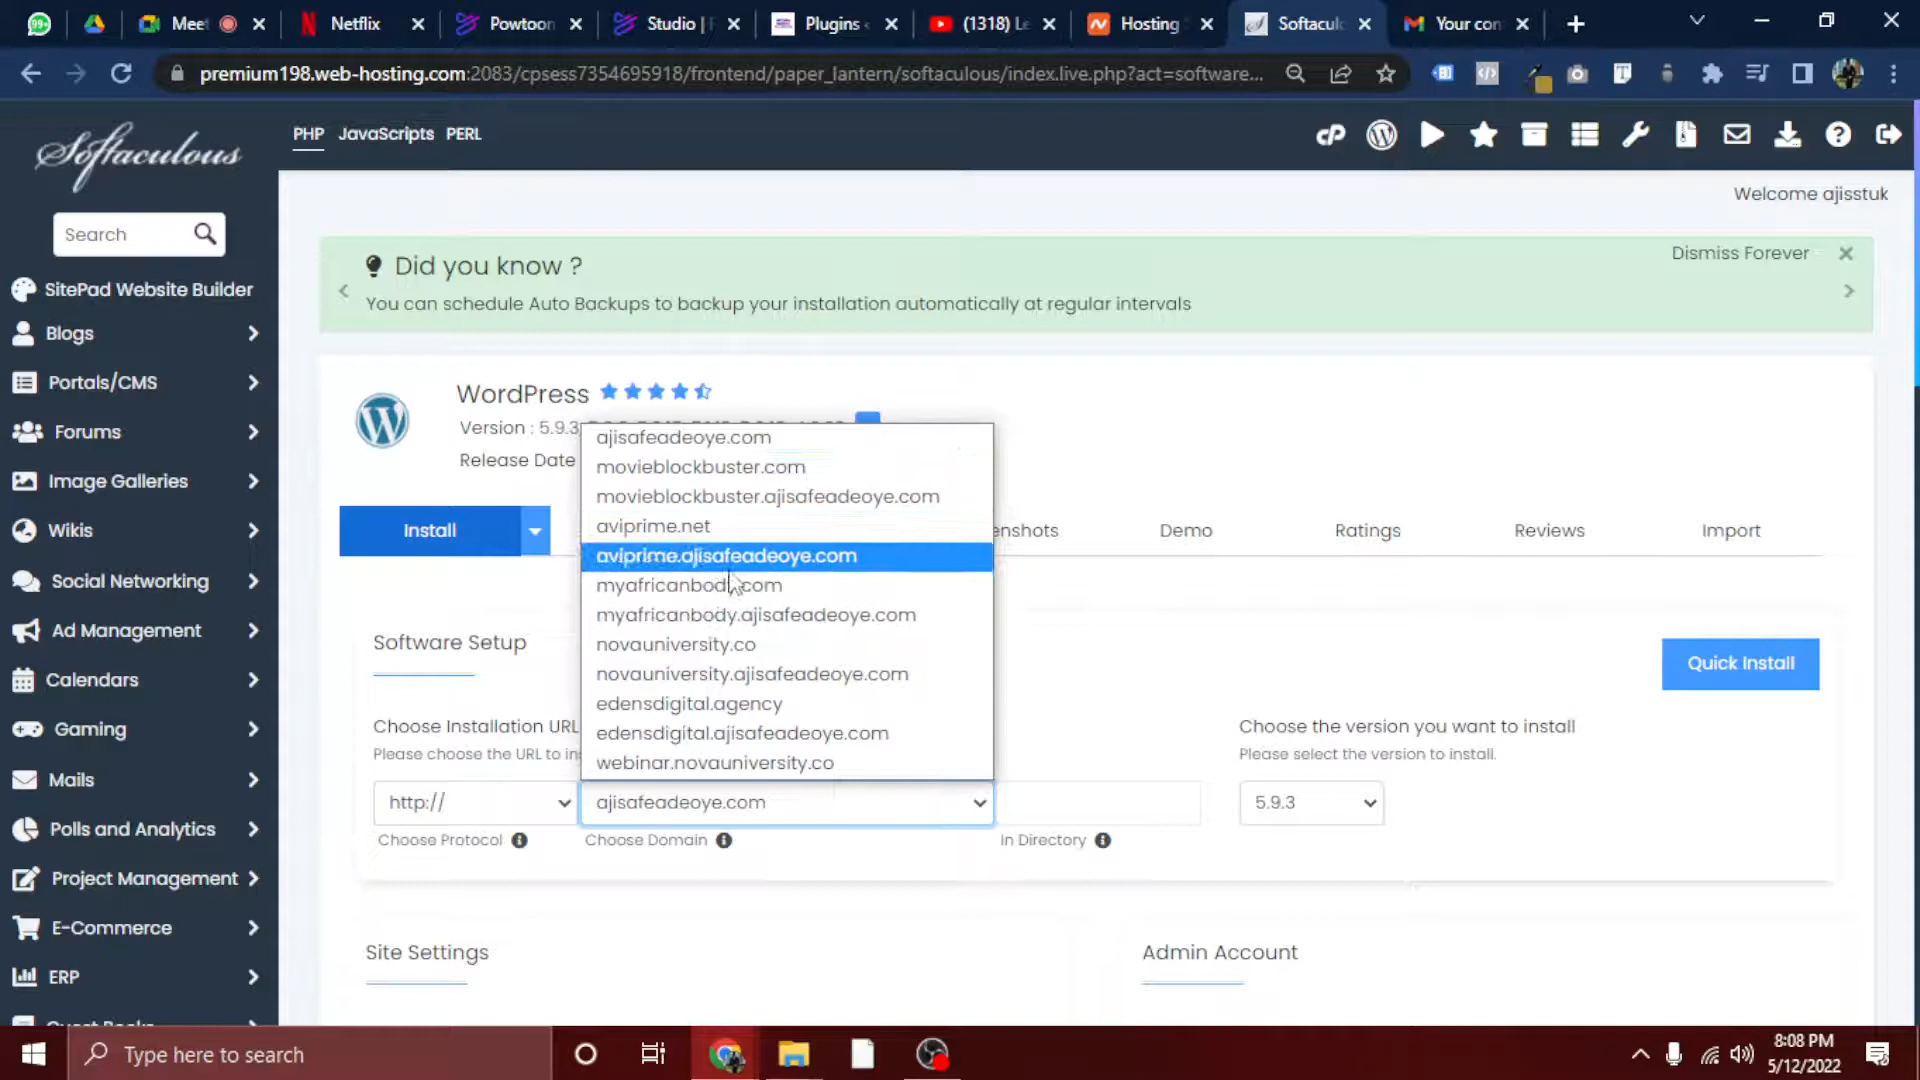 99+
Meet
Netflix
Powtoon
Studio |
Plugins
(1318) Le
Hosting
Softaculo
Your con
premium198.web-hosting.com:2083/cpsess7354695918/frontend/paper_lantern/softaculous/index.live.php?act=software...
Softaculous
PHP JavaScripts PERL
cP
Welcome ajisstuk
Search
SitePad Website Builder
Blogs
Portals/CMS
Forums
Image Galleries
Wikis
Social Networking
Ad Management
Calendars
Gaming
Mails
Polls and Analytics
Project Management
E-Commerce
ERP
Did you know ?
Dismiss Forever
You can schedule Auto Backups to backup your installation automatically at regular intervals
WordPress
Version : 5.9.3
Release Date
ajisafeadeoye.com
movieblockbuster.com
movieblockbuster.ajisafeadeoye.com
aviprime.net
aviprime.ajisafeadeoye.com
myafricanbody.com
myafricanbody.ajisafeadeoye.com
novauniversity.co
novauniversity.ajisafeadeoye.com
edensdigital.agency
edensdigital.ajisafeadeoye.com
webinar.novauniversity.co
Install
enshots
Demo
Ratings
Reviews
Import
Software Setup
Quick Install
Choose Installation URL
Please choose the URL to ins
http://
ajisafeadeoye.com
Choose Protocol
Choose Domain
In Directory
Choose the version you want to install
Please select the version to install.
5.9.3
Site Settings
Admin Account
Type here to search
8:08 PM
5/12/2022